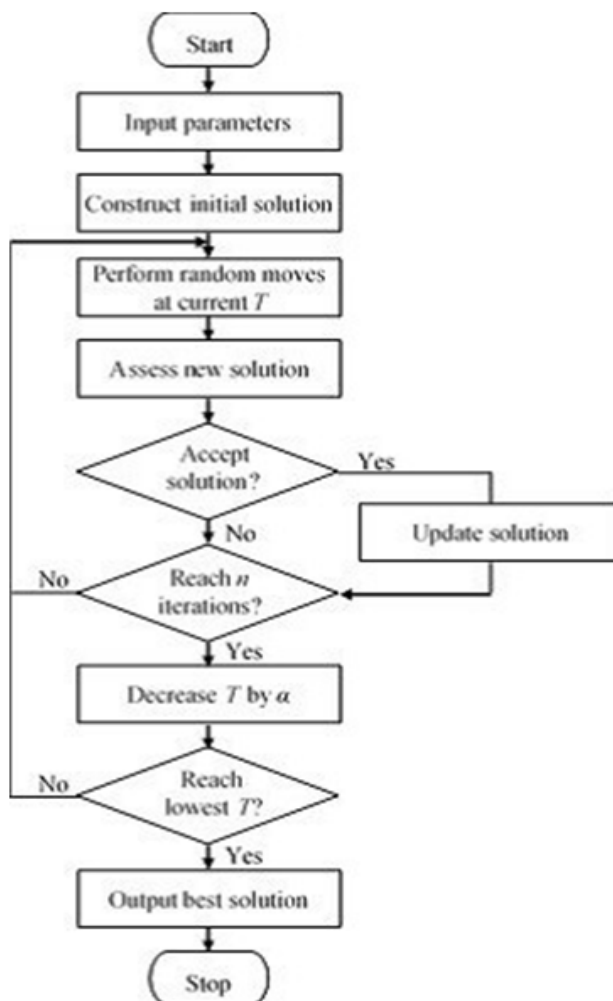 Start
Input parameters
Construct initial solution
Perform random moves
at current T
Assess new solution
Accept
solution?
Yes
No
Update solution
Reach n
iterations?
No
Yes
Decrease T by α
Reach
lowest T?
No
Yes
Output best solution
Stop